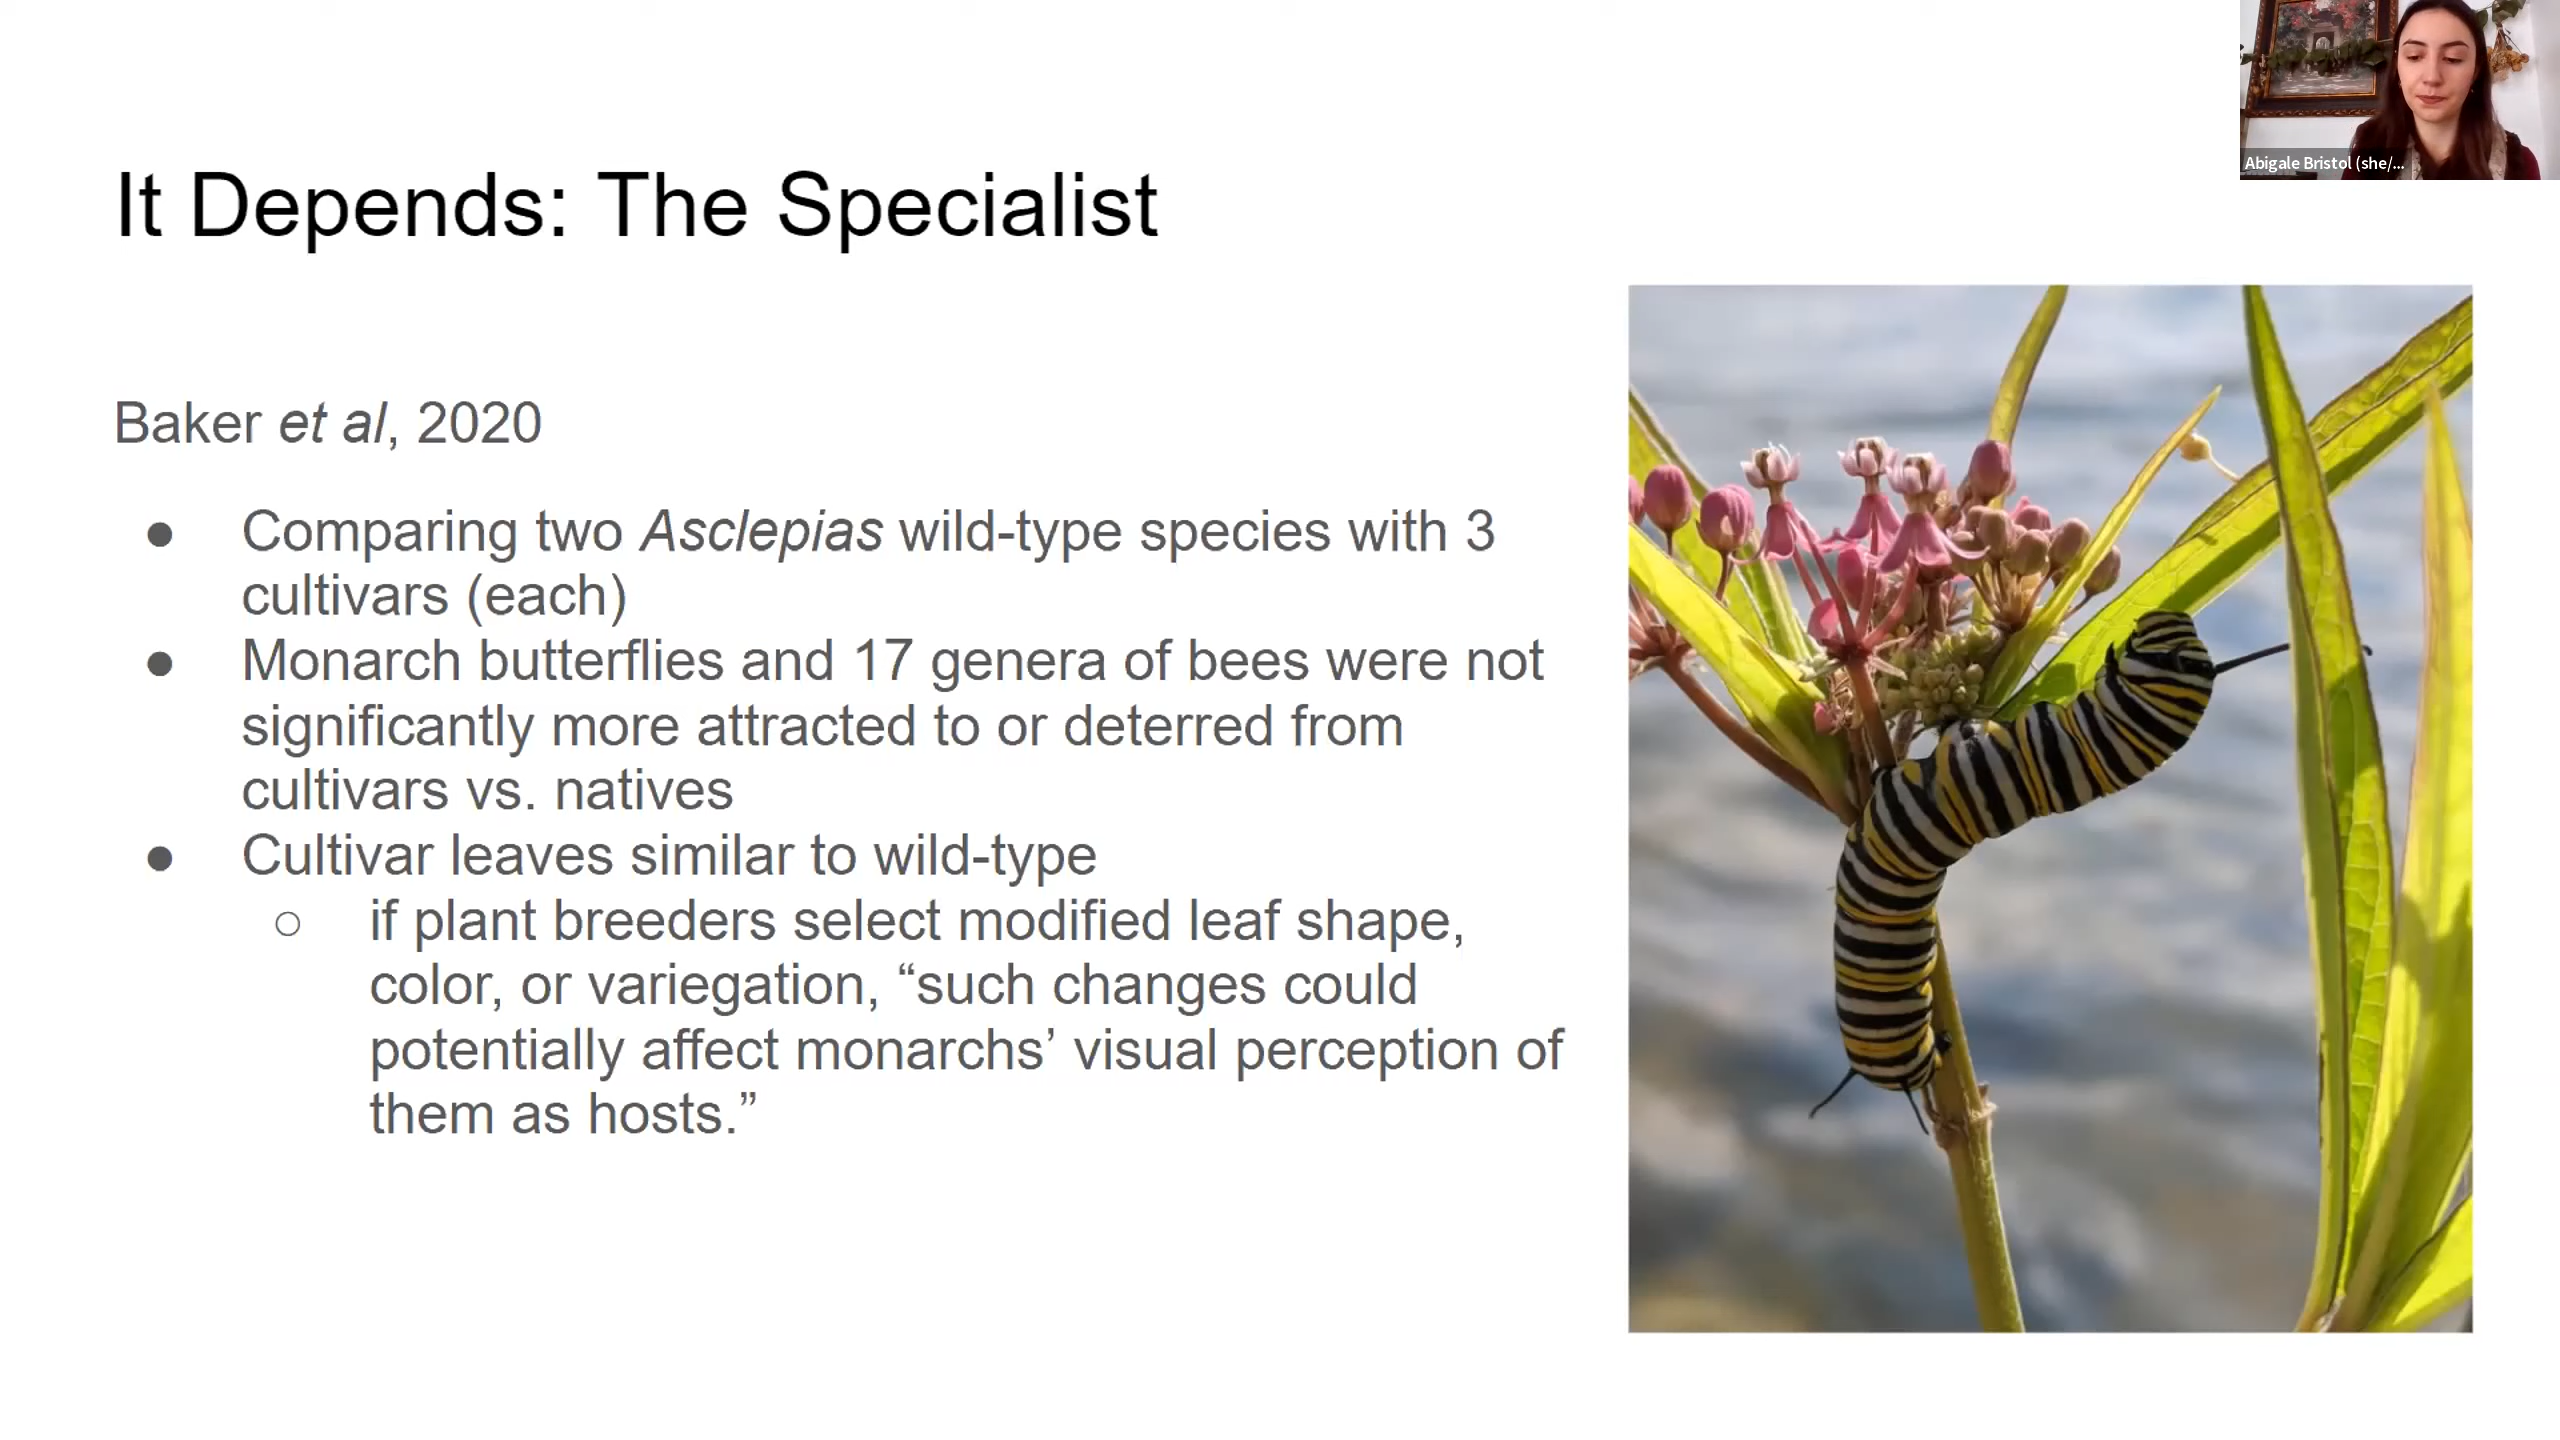 Abigale Bristol (she/...
It Depends: The Specialist
Baker et al, 2020
● Comparing two Asclepias wild-type species with 3
cultivars (each)
● Monarch butterflies and 17 genera of bees were not
significantly more attracted to or deterred from
cultivars vs. natives
● Cultivar leaves similar to wild-type
○ if plant breeders select modified leaf shape,
color, or variegation, “such changes could
potentially affect monarchs’ visual perception of
them as hosts.”